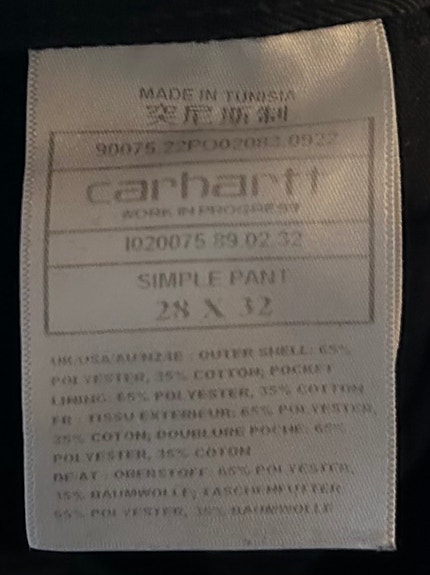 MADE IN TUNISIA
突尼斯制
90075 22PO02083 0922
carhartt
WORK IN PROGRESS
I020075 89 02 32
SIMPLE PANT
28 X 32
UK/USA/AU/NZ/IE : OUTER SHELL: 65%
POLYESTER, 35% COTTON; POCKET
LINING: 65% POLYESTER, 35% COTTON
FR : TISSU EXTERIEUR: 65% POLYESTER,
35% COTON; DOUBLURE POCHE: 65%
POLYESTER, 35% COTON
DE/AT : OBERSTOFF: 65% POLYESTER,
35% BAUMWOLLE; TASCHENFUTTER:
65% POLYESTER, 35% BAUMWOLLE